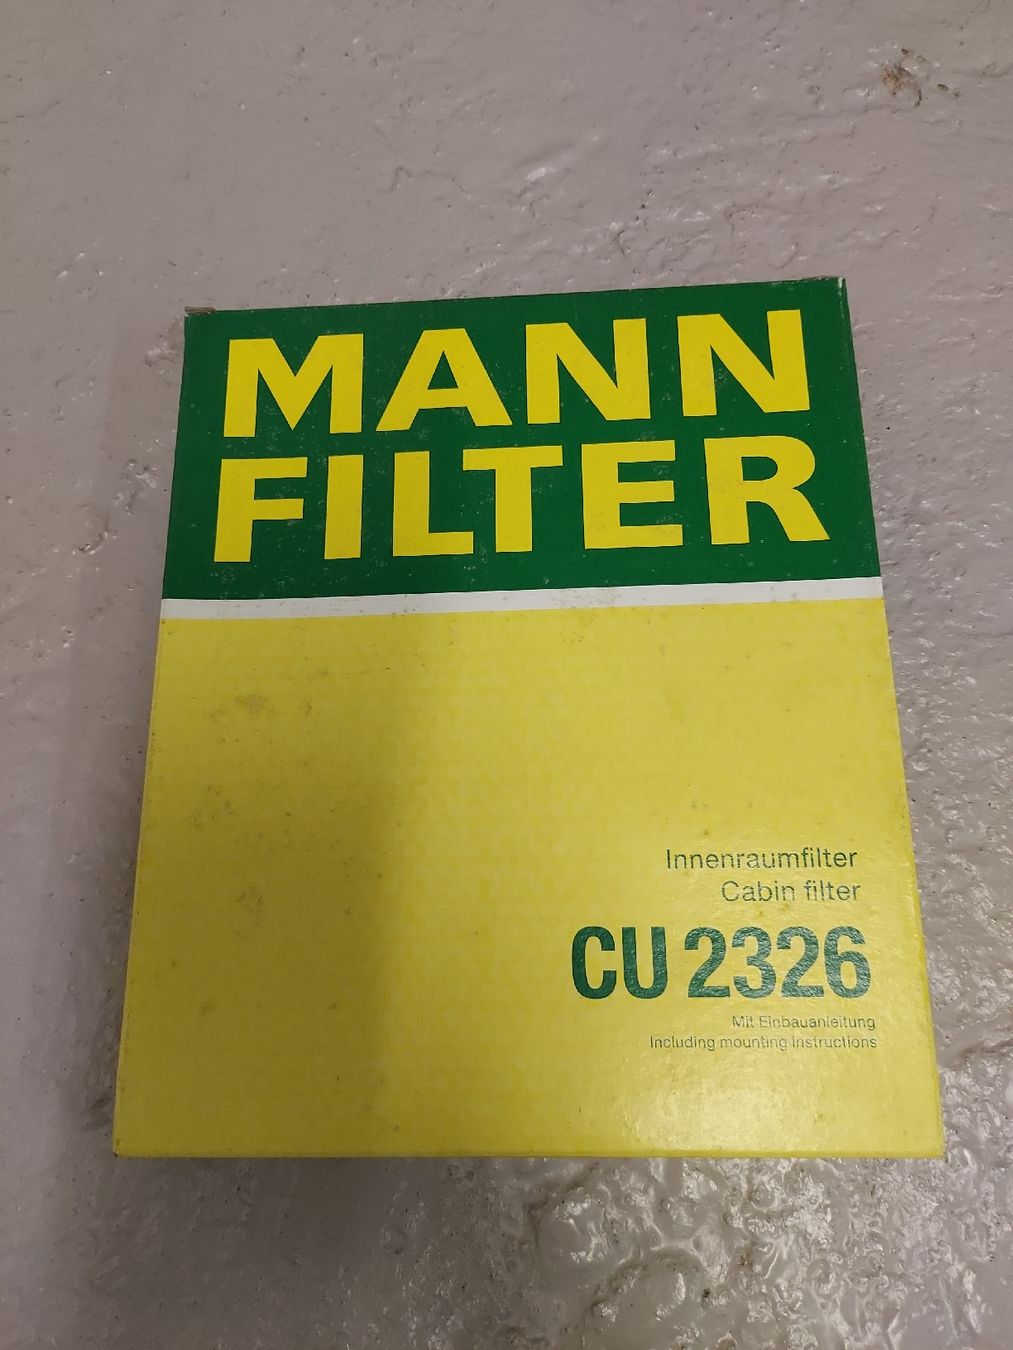 MANN
FILTER
Innenraumfilter
Cabin filter
CU 2326
Mit Einbauanleitung
Including mounting instructions